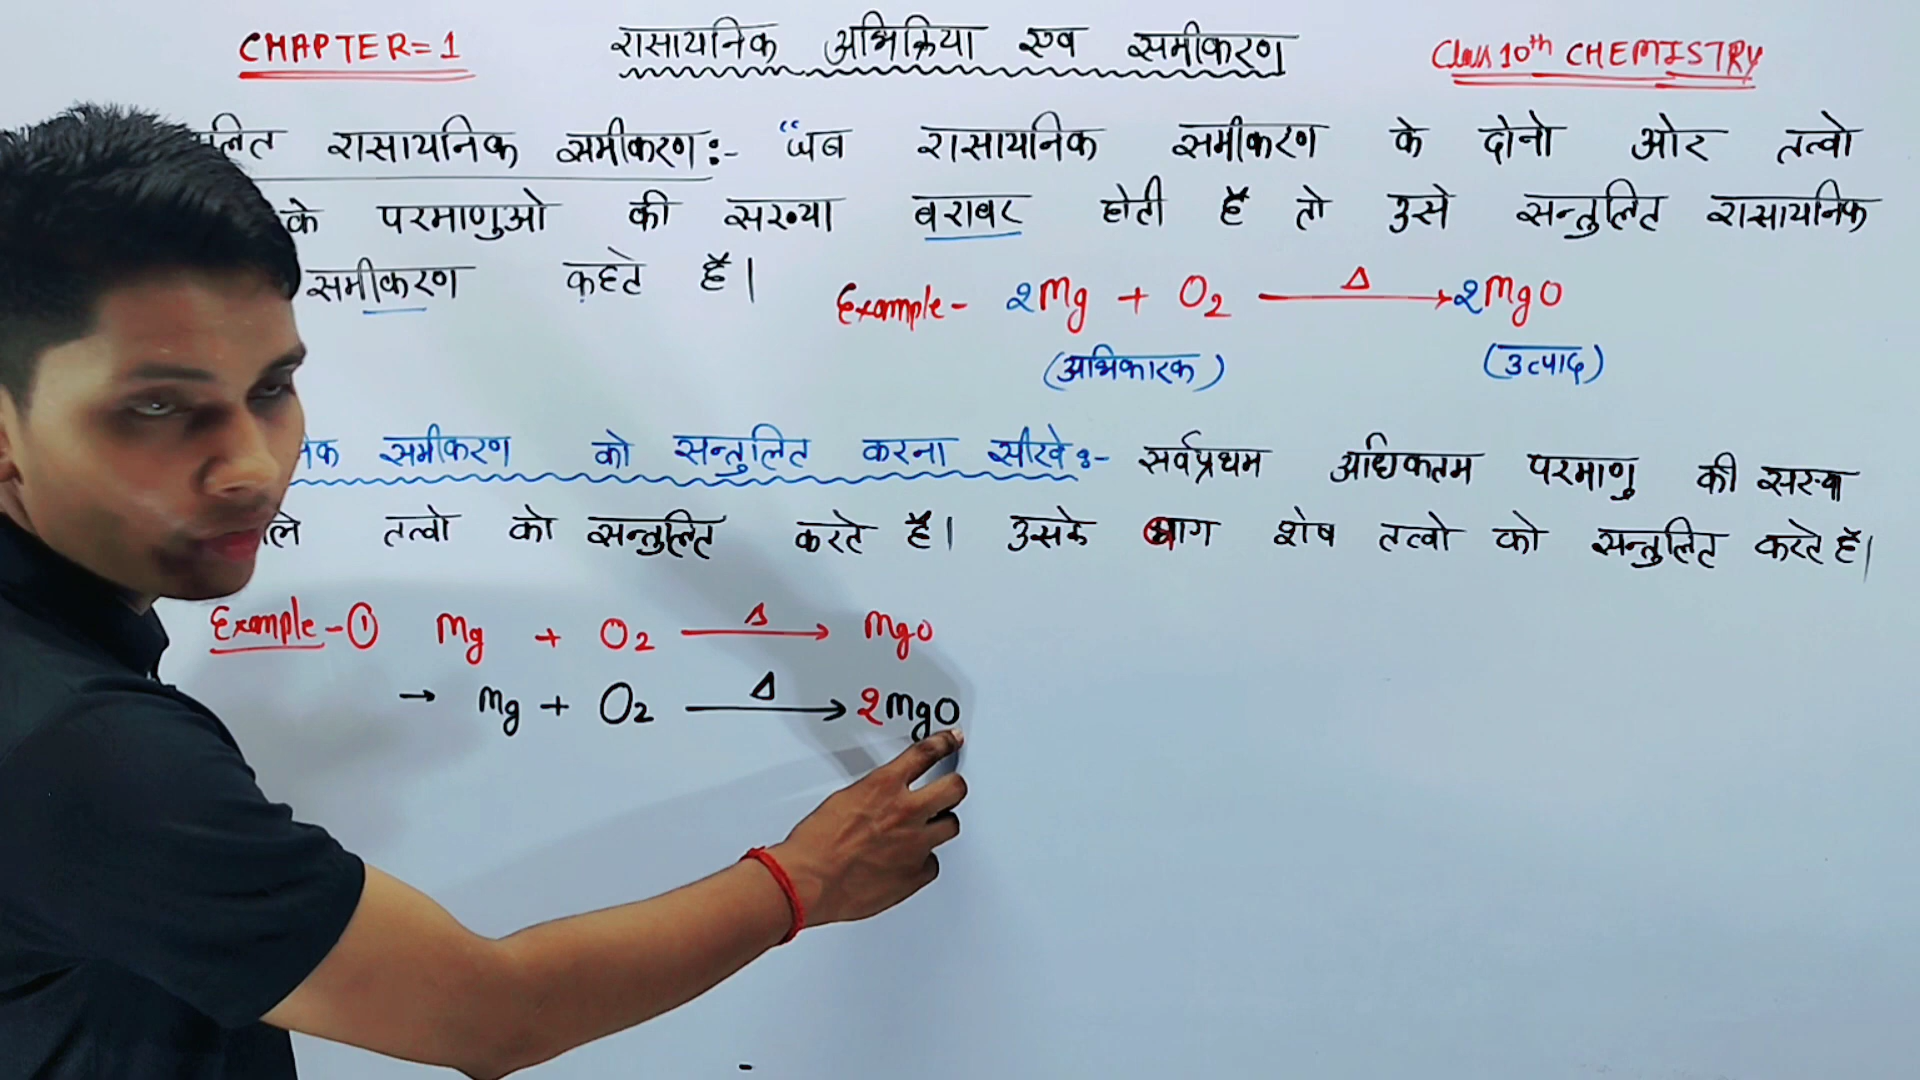 CHAPTER=1 रासायनिक अभिक्रिया एव समीकरण Class 10th CHEMISTRY
रासायनिक समीकरण :- “जब रासायनिक समीकरण के दोनो ओर तत्वो
के परमाणुओ की सख्या बराबर होती है तो उसे सन्तुलित रासायनिक
समीकरण कहते हैं।
Example- 2Mg + O2 —Δ→ 2MgO
(अभिकारक) (उत्पाद)
समीकरण को सन्तुलित करना सीखे :- सर्वप्रथम अधिकतम परमाणु की सख्या
तत्वो को सन्तुलित करते हैं। उसके शेष तत्वो को सन्तुलित करते हैं।
Example-① Mg + O2 —Δ→ MgO
→ Mg + O2 —Δ→ 2MgO